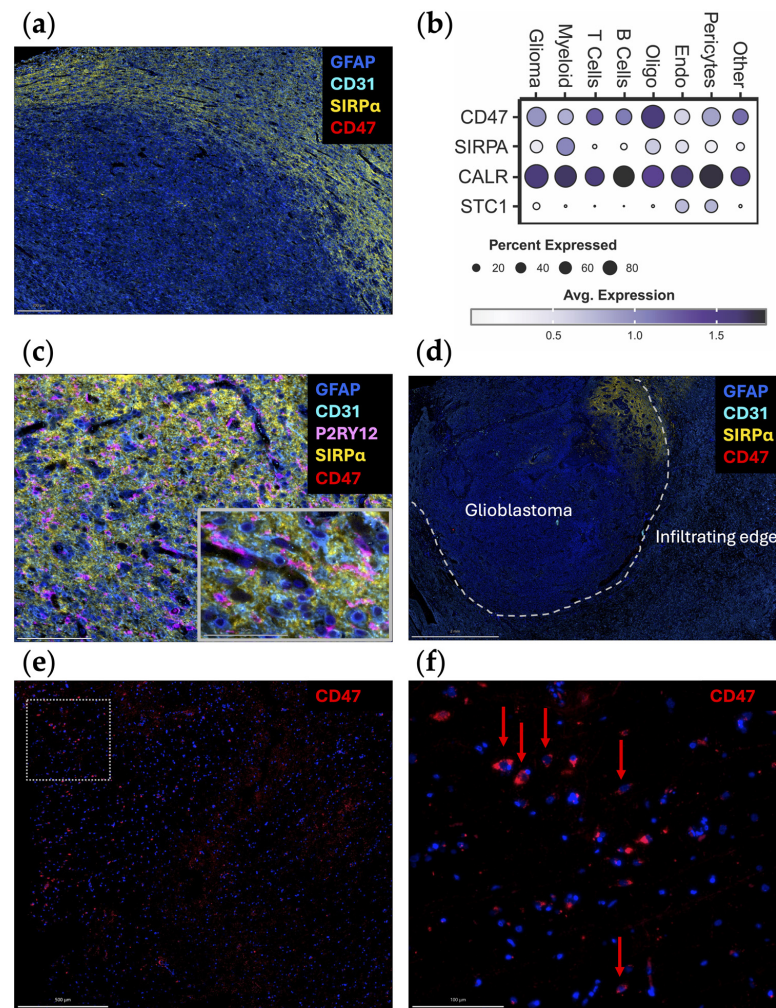 (a)
GFAP
CD31
SIRPα
CD47
(b)
Glioma
Myeloid
T Cells
B Cells
Oligo
Endo
Pericytes
Other
CD47
SIRPA
CALR
STC1
Percent Expressed
20 40 60 80
Avg. Expression
0.5 1.0 1.5
(c)
GFAP
CD31
P2RY12
SIRPα
CD47
(d)
GFAP
CD31
SIRPα
CD47
Glioblastoma
Infiltrating edge
(e)
CD47
500 µm
(f)
CD47
100 µm